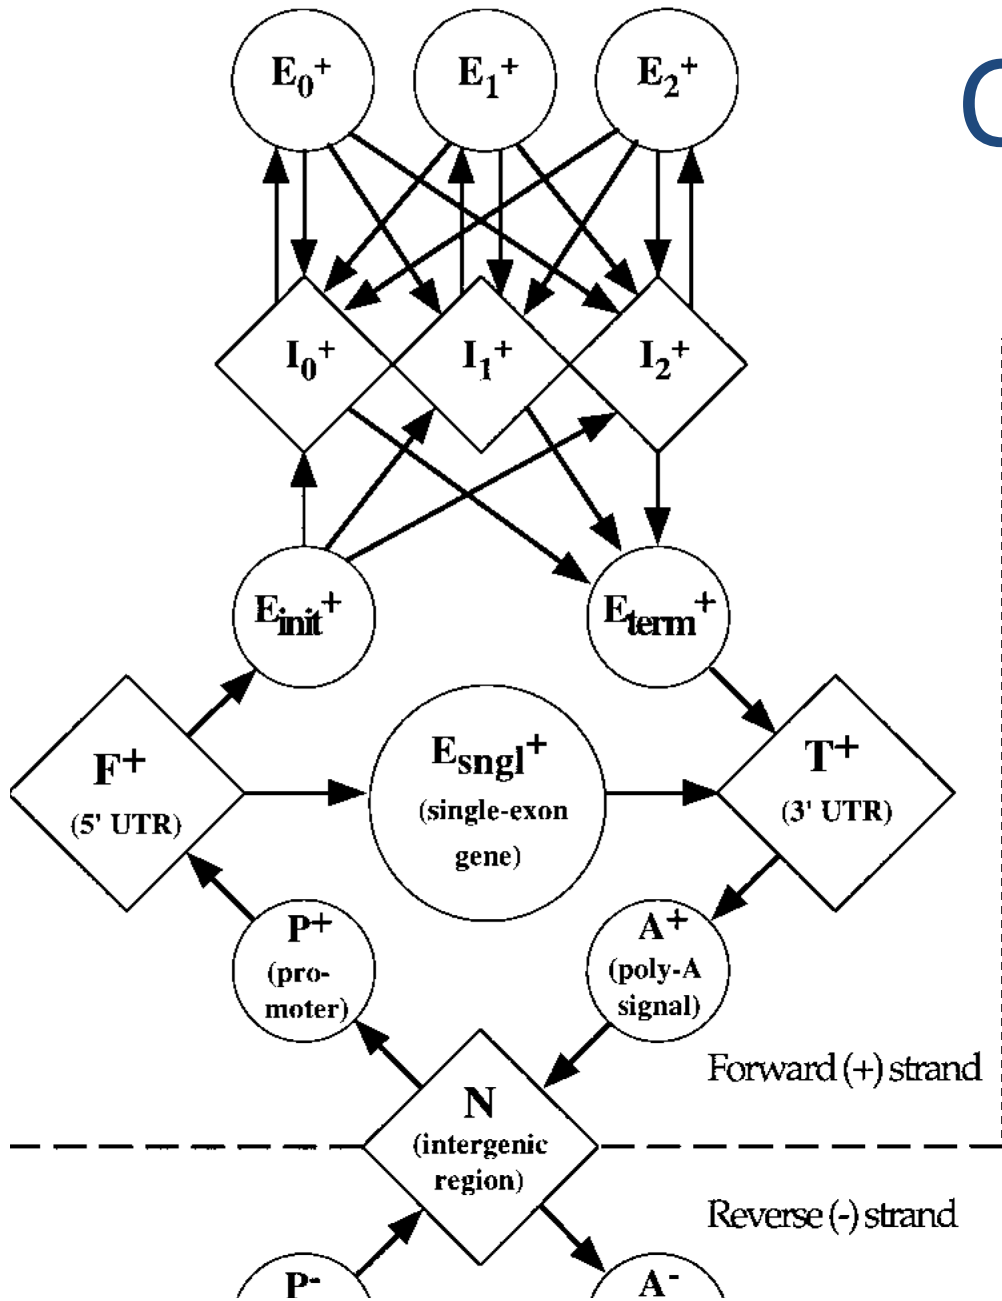 E₀⁺ E₁⁺ E₂⁺
I₀⁺ I₁⁺ I₂⁺
Einit⁺ Eterm⁺
F⁺
(5' UTR)
Esngl⁺
(single-exon
gene)
T⁺
(3' UTR)
P⁺
(pro-
moter)
A⁺
(poly-A
signal)
Forward (+) strand
N
(intergenic
region)
Reverse (-) strand
P⁻ A⁻